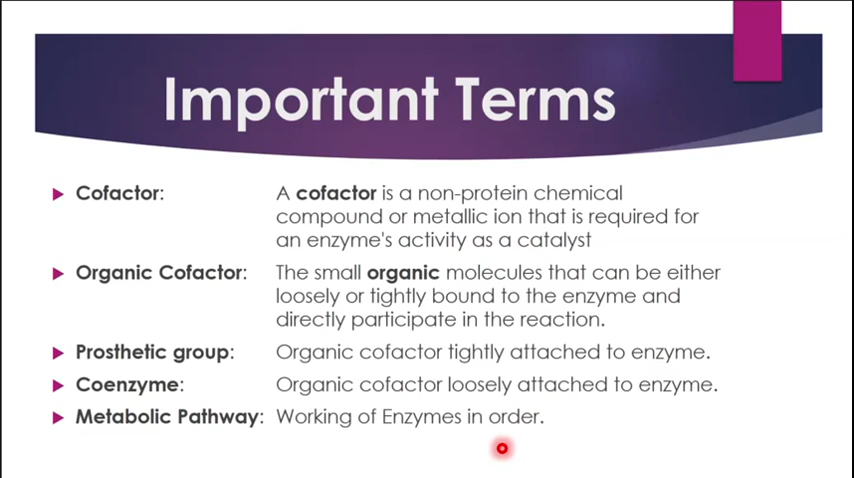 Important Terms
Cofactor: A cofactor is a non-protein chemical
compound or metallic ion that is required for
an enzyme's activity as a catalyst
Organic Cofactor: The small organic molecules that can be either
loosely or tightly bound to the enzyme and
directly participate in the reaction.
Prosthetic group: Organic cofactor tightly attached to enzyme.
Coenzyme: Organic cofactor loosely attached to enzyme.
Metabolic Pathway: Working of Enzymes in order.